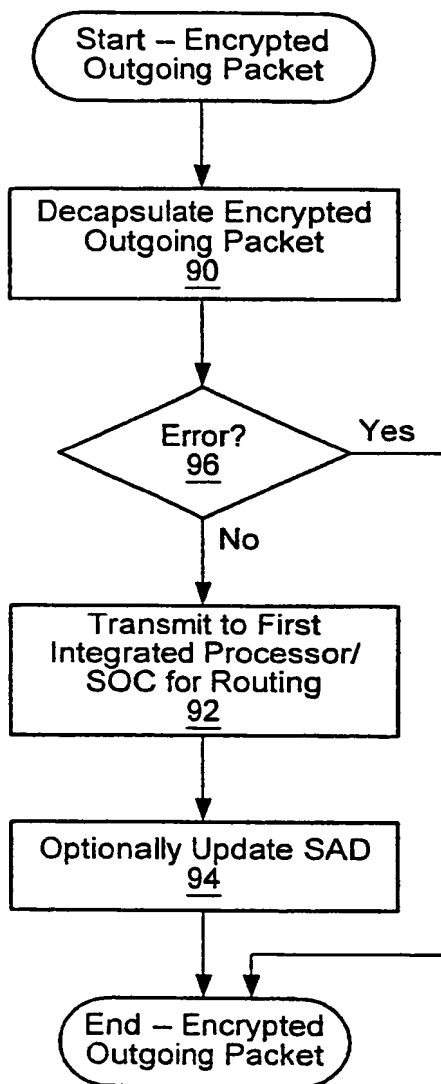 Start – Encrypted
Outgoing Packet
Decapsulate Encrypted
Outgoing Packet
90
Error?
96
Yes
No
Transmit to First
Integrated Processor/
SOC for Routing
92
Optionally Update SAD
94
End – Encrypted
Outgoing Packet